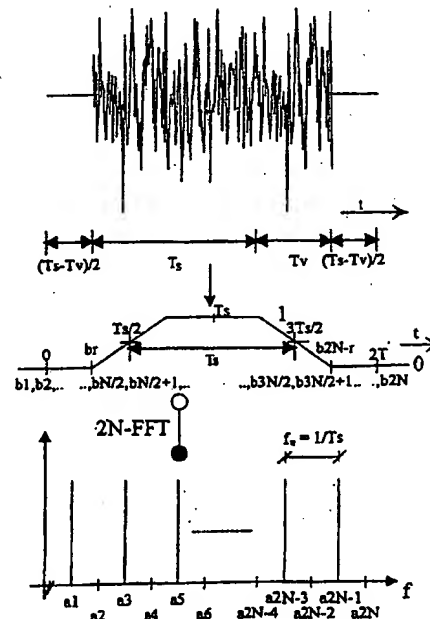 t
(Ts-Tv)/2 Ts Tv (Ts-Tv)/2
Ts 1
Ts/2 3Ts/2 t
br Ts b2N-r
0 2T 0
b1,b2,.. ..,bN/2,bN/2+1,.. ..,b3N/2,b3N/2+1.. ..,b2N
2N-FFT
fu = 1/Ts
a1 a3 a5 a2N-3 a2N-1 f
a2 a4 a6 a2N-4 a2N-2 a2N